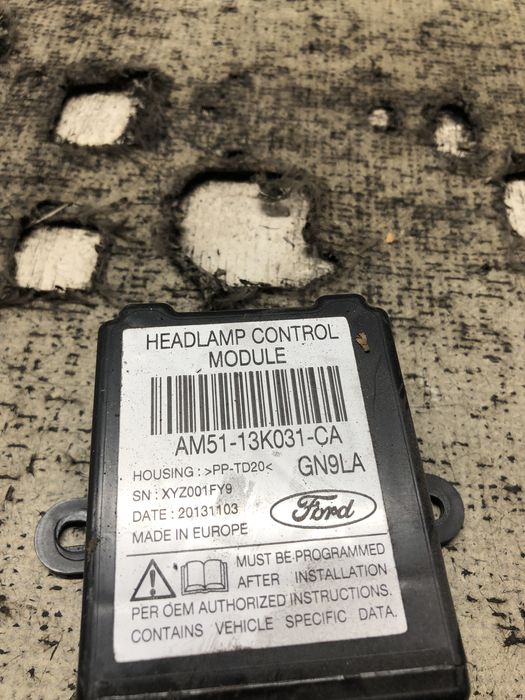 HEADLAMP CONTROL
MODULE
AM51-13K031-CA
HOUSING : >PP-TD20< GN9LA
SN : XYZ001FY9
DATE : 20131103
MADE IN EUROPE
Ford
MUST BE PROGRAMMED
AFTER INSTALLATION
PER OEM AUTHORIZED INSTRUCTIONS.
CONTAINS VEHICLE SPECIFIC DATA.